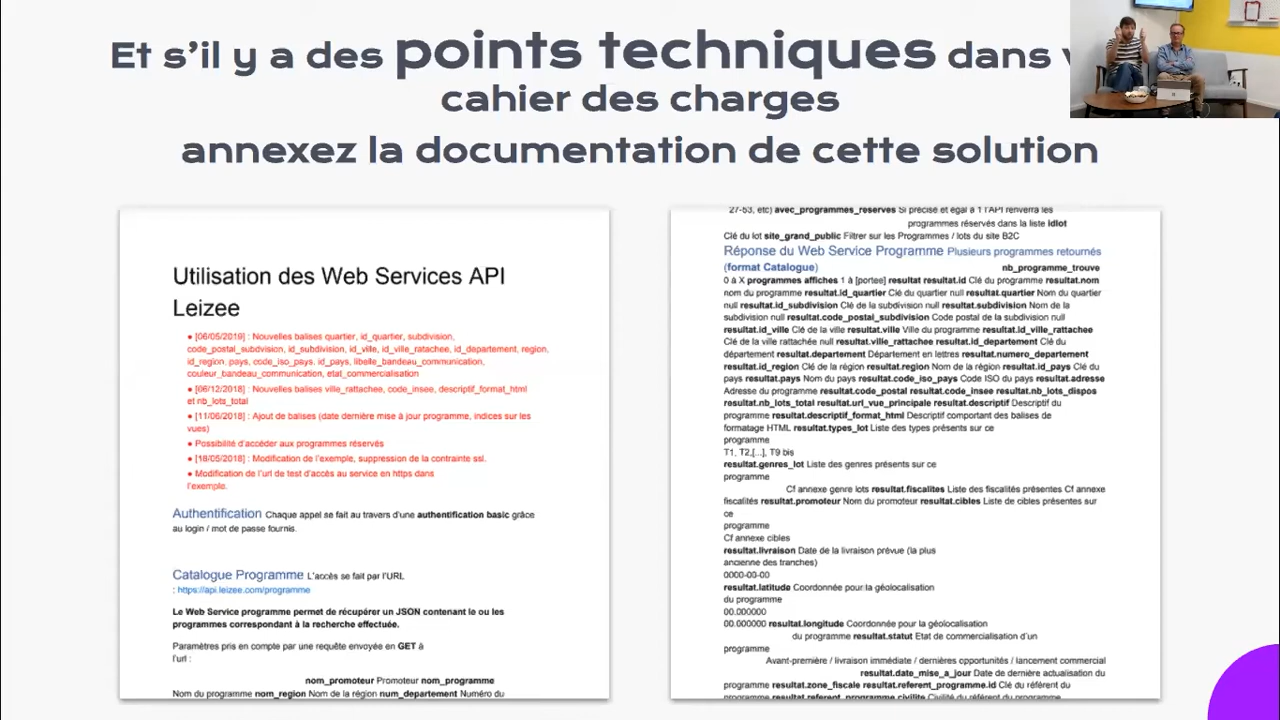 Et s'il y a des points techniques dans
cahier des charges
annexez la documentation de cette solution
Utilisation des Web Services API
Leizee
● [06/05/2019] : Nouvelles balises quartier, id_quartier, subdivision,
code_postal_subdivision, id_subdivision, id_ville, id_ville_ratachee, id_departement, region,
id_region, pays, code_iso_pays, id_pays, libelle_bandeau_communication,
couleur_bandeau_communication, etat_commercialisation
● [06/12/2018] : Nouvelles balises ville_rattachee, code_insee, descriptif_format_html
et nb_lots_total
● [11/06/2018] : Ajout de balises (date dernière mise à jour programme, indices sur les
vues)
● Possibilité d'accéder aux programmes réservés
● [18/05/2018] : Modification de l'exemple, suppression de la contrainte ssl.
● Modification de l'url de test d'accès au service en https dans
l'exemple.
Authentification Chaque appel se fait au travers d'une authentification basic grâce
au login / mot de passe fournis.
Catalogue Programme L'accès se fait par l'URL
: https://api.leizee.com/programme
Le Web Service programme permet de récupérer un JSON contenant le ou les
programmes correspondant à la recherche effectuée.
Paramètres pris en compte par une requête envoyée en GET à
l'url :
nom_promoteur Promoteur nom_programme
Nom du programme nom_region Nom de la région num_departement Numéro du
27-53, etc) avec_programmes_reserves Si précisé et égal à 1 l'API renverra les
programmes réservés dans la liste idlot
Clé du lot site_grand_public Filtrer sur les Programmes / lots du site B2C
Réponse du Web Service Programme Plusieurs programmes retournés
(format Catalogue) nb_programme_trouve
0 à X programmes affiches 1 à [portee] resultat resultat.id Clé du programme resultat.nom
nom du programme resultat.id_quartier Clé du quartier null resultat.quartier Nom du quartier
null resultat.id_subdivision Clé de la subdivision null resultat.subdivision Nom de la
subdivision null resultat.code_postal_subdivision Code postal de la subdivision null
resultat.id_ville Clé de la ville resultat.ville Ville du programme resultat.id_ville_rattachee
Clé de la ville rattachée null resultat.ville_rattachee resultat.id_departement Clé du
département resultat.departement Département en lettres resultat.numero_departement
resultat.id_region Clé de la région resultat.region Nom de la région resultat.id_pays Clé du
pays resultat.pays Nom du pays resultat.code_iso_pays Code ISO du pays resultat.adresse
Adresse du programme resultat.code_postal resultat.code_insee resultat.nb_lots_dispos
resultat.nb_lots_total resultat.url_vue_principale resultat.descriptif Descriptif du
programme resultat.descriptif_format_html Descriptif comportant des balises de
formatage HTML resultat.types_lot Liste des types présents sur ce
programme
T1, T2,[...], T9 bis
resultat.genres_lot Liste des genres présents sur ce
programme
Cf annexe genre lots resultat.fiscalites Liste des fiscalités présentes Cf annexe
fiscalités resultat.promoteur Nom du promoteur resultat.cibles Liste de cibles présentes sur
ce
programme
Cf annexe cibles
resultat.livraison Date de la livraison prévue (la plus
ancienne des tranches)
0000-00-00
resultat.latitude Coordonnée pour la géolocalisation
du programme
00.000000
00.000000 resultat.longitude Coordonnée pour la géolocalisation
du programme resultat.statut Etat de commercialisation d'un
programme
Avant-première / livraison immédiate / dernières opportunités / lancement commercial
resultat.date_mise_a_jour Date de dernière actualisation du
programme resultat.zone_fiscale resultat.referent_programme.id Clé du référent du
programme resultat.referent_programme.civilite Civilité du référent du programme